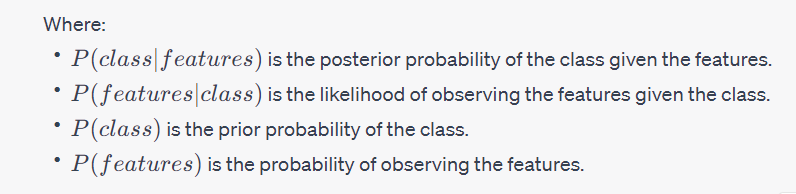 Where:
• P(class|features) is the posterior probability of the class given the features.
• P(features|class) is the likelihood of observing the features given the class.
• P(class) is the prior probability of the class.
• P(features) is the probability of observing the features.